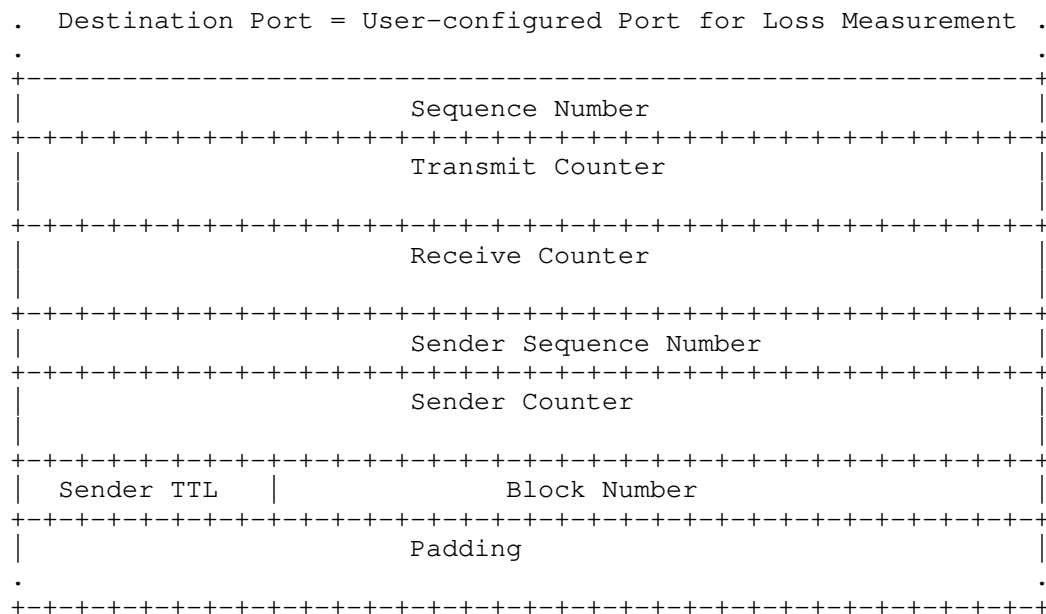 .  Destination Port = User-configured Port for Loss Measurement .
.                                                               .
+---------------------------------------------------------------+
|                        Sequence Number                        |
+-+-+-+-+-+-+-+-+-+-+-+-+-+-+-+-+-+-+-+-+-+-+-+-+-+-+-+-+-+-+-+-+
|                        Transmit Counter                       |
|                                                               |
+-+-+-+-+-+-+-+-+-+-+-+-+-+-+-+-+-+-+-+-+-+-+-+-+-+-+-+-+-+-+-+-+
|                        Receive Counter                        |
|                                                               |
+-+-+-+-+-+-+-+-+-+-+-+-+-+-+-+-+-+-+-+-+-+-+-+-+-+-+-+-+-+-+-+-+
|                        Sender Sequence Number                 |
+-+-+-+-+-+-+-+-+-+-+-+-+-+-+-+-+-+-+-+-+-+-+-+-+-+-+-+-+-+-+-+-+
|                        Sender Counter                         |
|                                                               |
+-+-+-+-+-+-+-+-+-+-+-+-+-+-+-+-+-+-+-+-+-+-+-+-+-+-+-+-+-+-+-+-+
|  Sender TTL   |              Block Number                     |
+-+-+-+-+-+-+-+-+-+-+-+-+-+-+-+-+-+-+-+-+-+-+-+-+-+-+-+-+-+-+-+-+
|                        Padding                                |
.                                                               .
+-+-+-+-+-+-+-+-+-+-+-+-+-+-+-+-+-+-+-+-+-+-+-+-+-+-+-+-+-+-+-+-+